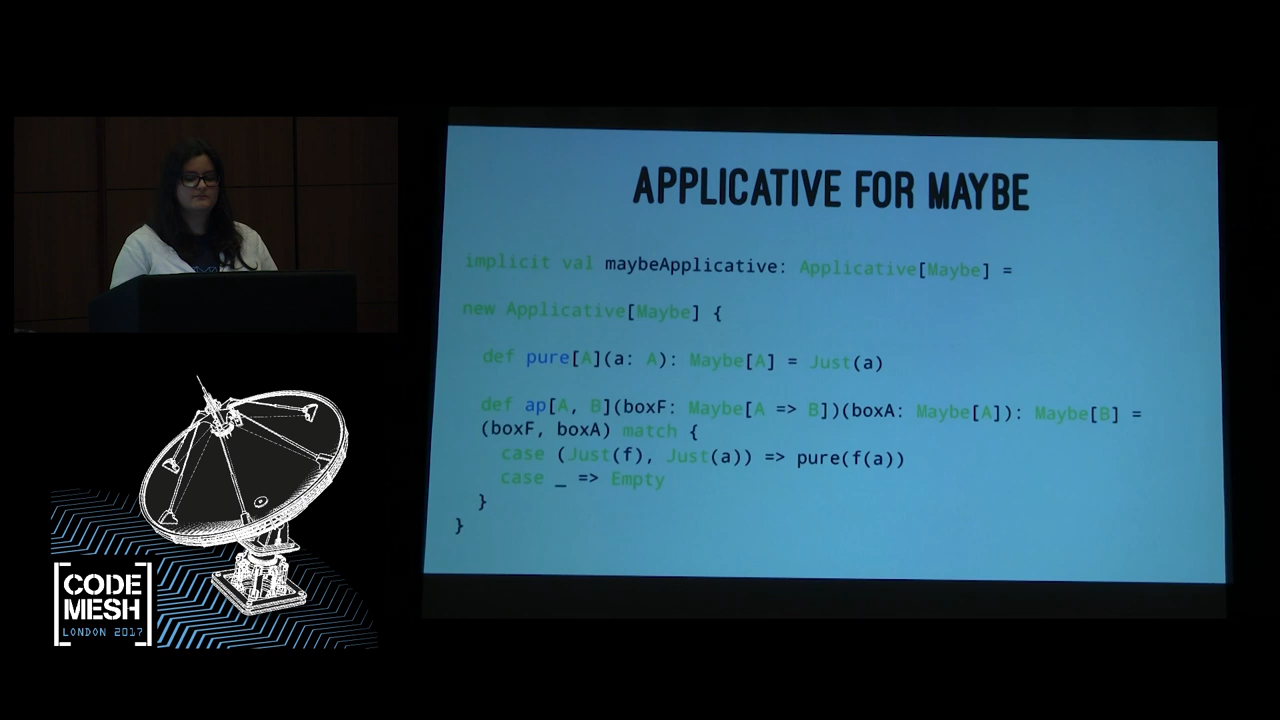 APPLICATIVE FOR MAYBE
implicit val maybeApplicative: Applicative[Maybe] =
new Applicative[Maybe] {
def pure[A](a: A): Maybe[A] = Just(a)
def ap[A, B](boxF: Maybe[A => B])(boxA: Maybe[A]): Maybe[B] =
(boxF, boxA) match {
case (Just(f), Just(a)) => pure(f(a))
case _ => Empty
}
}
CODE
MESH
LONDON 2017